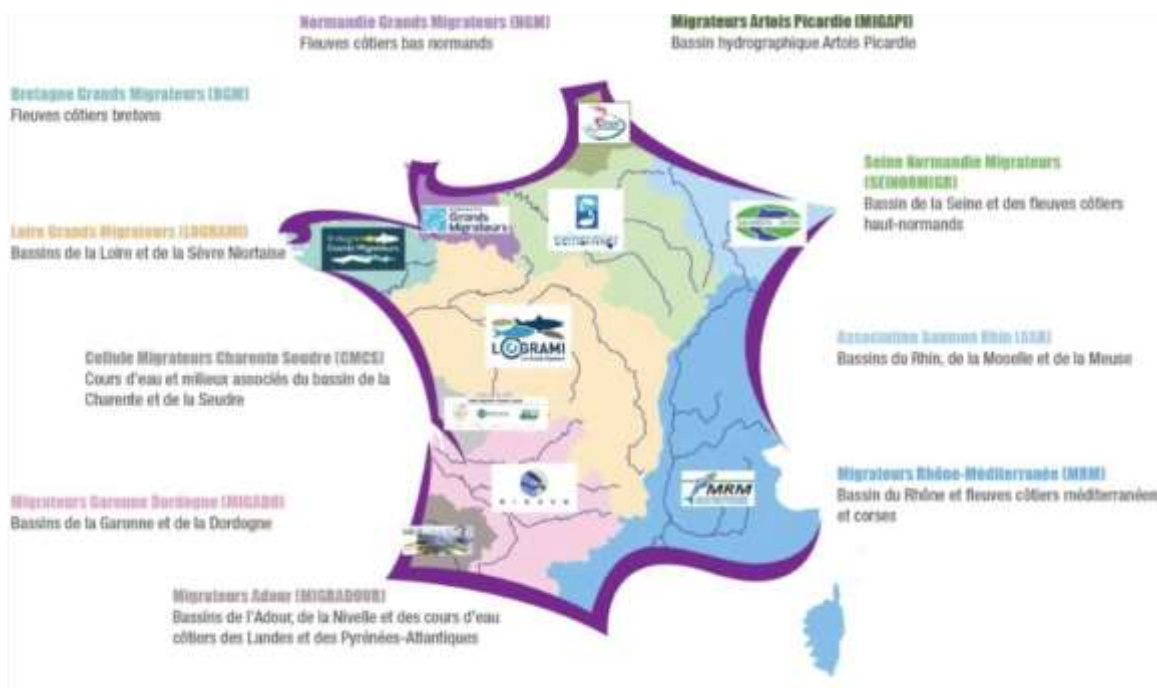 Normandie Grands Migrateurs (NGM)
Fleuves côtiers bas normands
Migrateurs Artois Picardie (MIGAPI)
Bassin hydrographique Artois Picardie
Bretagne Grands Migrateurs (BGM)
Fleuves côtiers bretons
Seine Normandie Migrateurs
(SEINORMIGR)
Bassin de la Seine et des fleuves côtiers
haut-normands
Grands
Migrateurs
seinormigr
Bretagne
Grands Migrateurs
Loire Grands Migrateurs (LOGRAMI)
Bassins de la Loire et de la Sèvre Niortaise
LOGRAMI
Association Saumon Rhin (ASR)
Bassins du Rhin, de la Moselle et de la Meuse
Cellule Migrateurs Charente Seudre (CMCS)
Cours d'eau et milieux associés du bassin de la
Charente et de la Seudre
Migrateurs Rhône-Méditerranée (MRM)
Bassin du Rhône et fleuves côtiers méditerranéens
et corses
MIGADO
MRM
Migrateurs Garonne Dordogne (MIGADO)
Bassins de la Garonne et de la Dordogne
Migrateurs Adour (MIGRADOUR)
Bassins de l'Adour, de la Nivelle et des cours d'eau
côtiers des Landes et des Pyrénées-Atlantiques